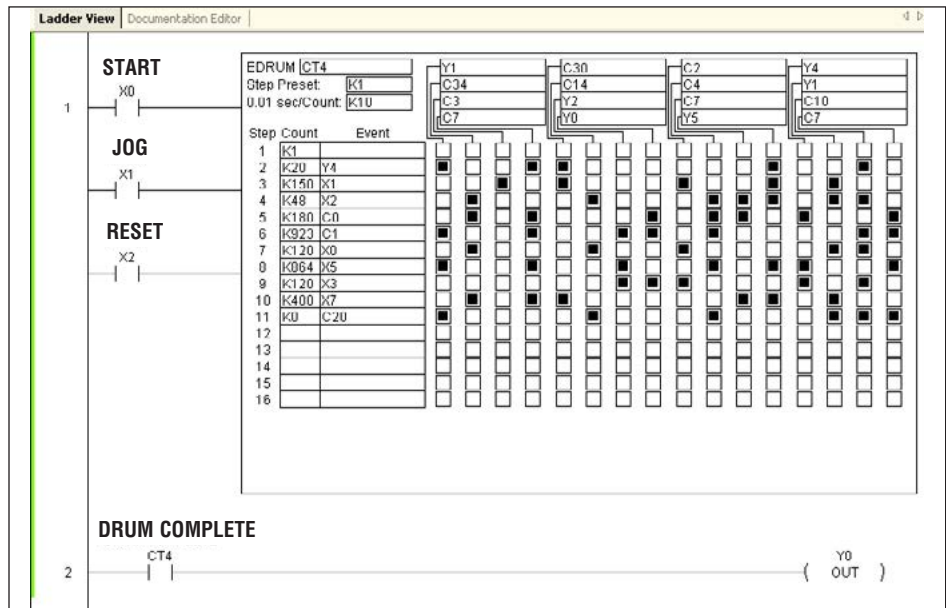 Ladder View Documentation Editor
START
X0
1
JOG
X1
RESET
X2
EDRUM CT4
Step Preset: K1
0.01 sec/Count: K10
Y1
C34
C3
C7
C30
C14
Y2
Y0
C2
C4
C7
Y5
Y4
Y1
C10
C7
Step Count Event
1 K1
2 K20 Y4
3 K150 X1
4 K48 X2
5 K180 C0
6 K923 C1
7 K120 X0
8 K864 X5
9 K120 X3
10 K400 X7
11 K0 C20
12
13
14
15
16
DRUM COMPLETE
CT4
2
Y0
( OUT )